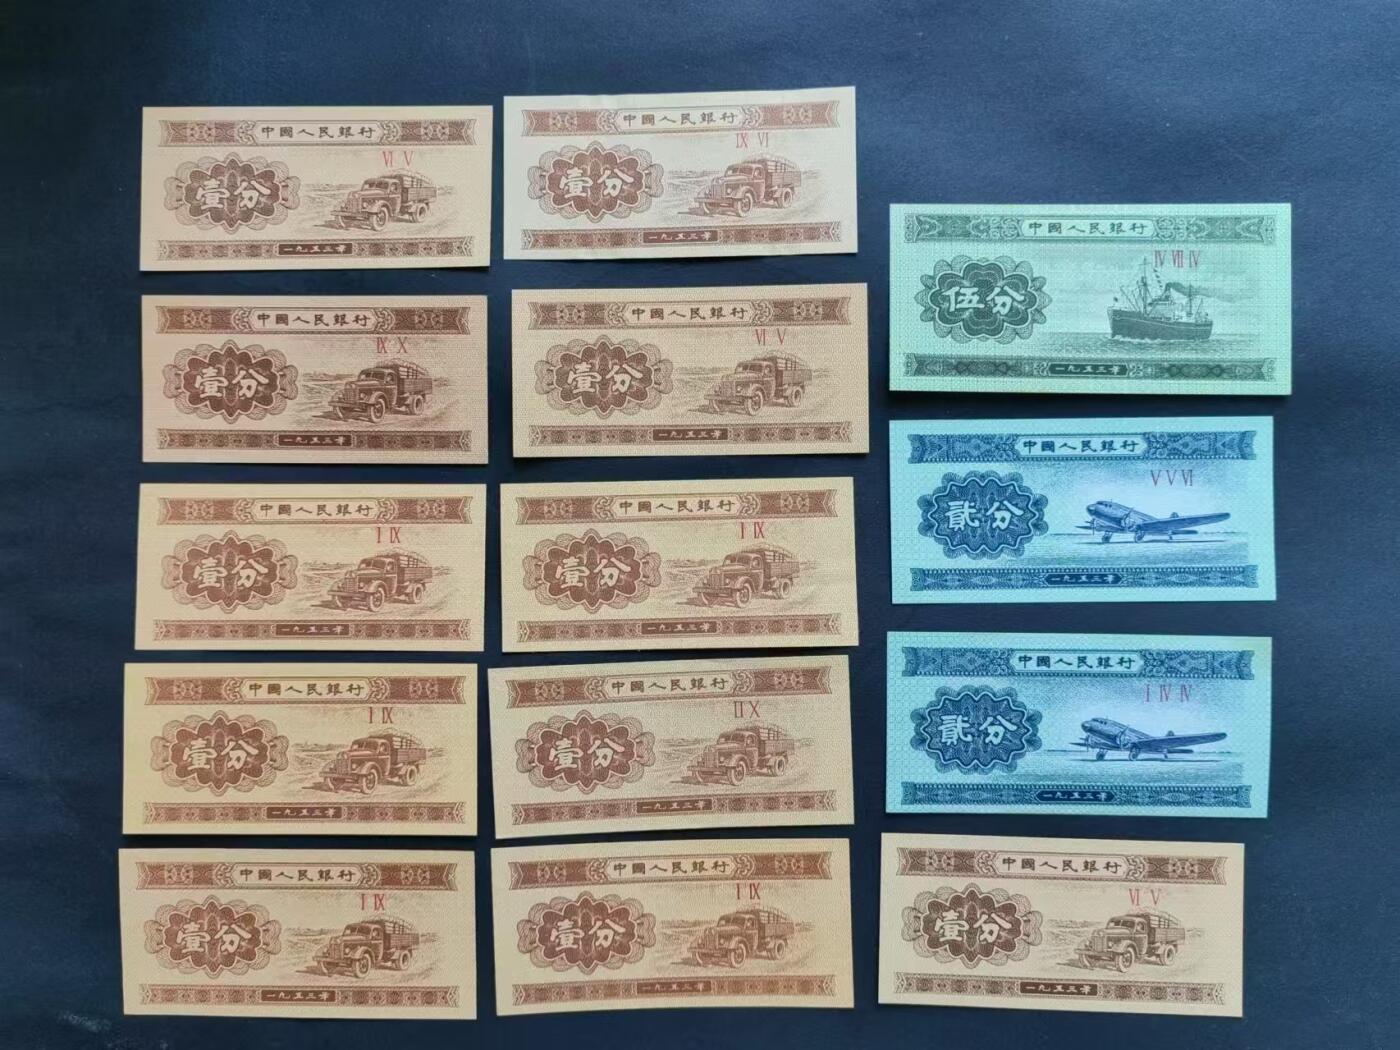 中國人民銀行
VI V
壹分
一九五三年
中國人民銀行
IX X
壹分
一九五三年
中國人民銀行
I IX
壹分
一九五三年
中國人民銀行
I IX
壹分
一九五三年
中國人民銀行
I IX
壹分
一九五三年
中國人民銀行
IX VI
壹分
一九五三年
中國人民銀行
VI V
壹分
一九五三年
中國人民銀行
I IX
壹分
一九五三年
中國人民銀行
II X
壹分
一九五三年
中國人民銀行
I IX
壹分
一九五三年
中國人民銀行
IV VII IV
伍分
一九五三年
中國人民銀行
V V VI
貳分
一九五三年
中國人民銀行
I IV IV
貳分
一九五三年
中國人民銀行
VI V
壹分
一九五三年